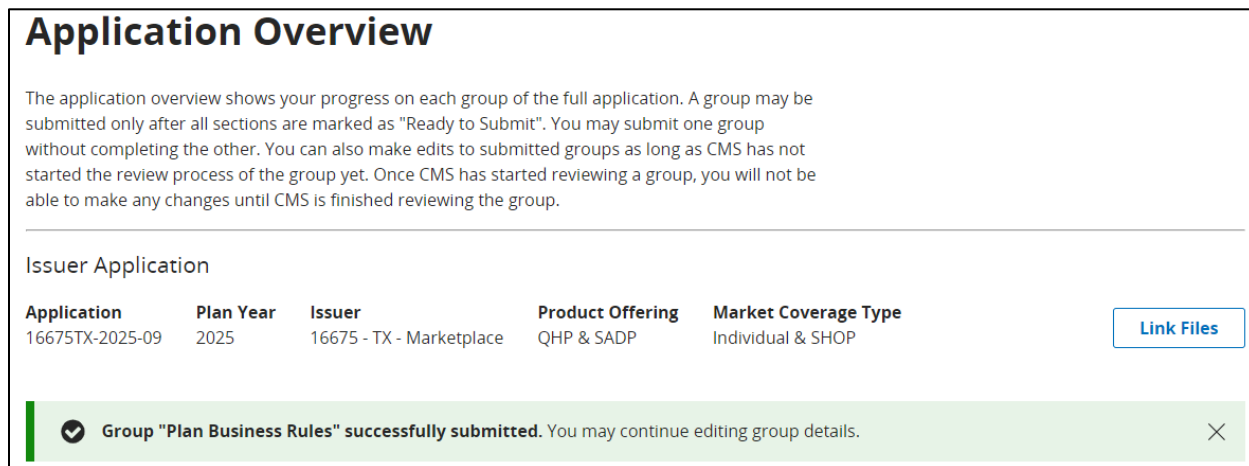 Application Overview
The application overview shows your progress on each group of the full application. A group may be
submitted only after all sections are marked as "Ready to Submit". You may submit one group
without completing the other. You can also make edits to submitted groups as long as CMS has not
started the review process of the group yet. Once CMS has started reviewing a group, you will not be
able to make any changes until CMS is finished reviewing the group.
Issuer Application
Application Plan Year Issuer Product Offering Market Coverage Type
16675TX-2025-09 2025 16675 - TX - Marketplace QHP & SADP Individual & SHOP
Link Files
Group "Plan Business Rules" successfully submitted. You may continue editing group details.